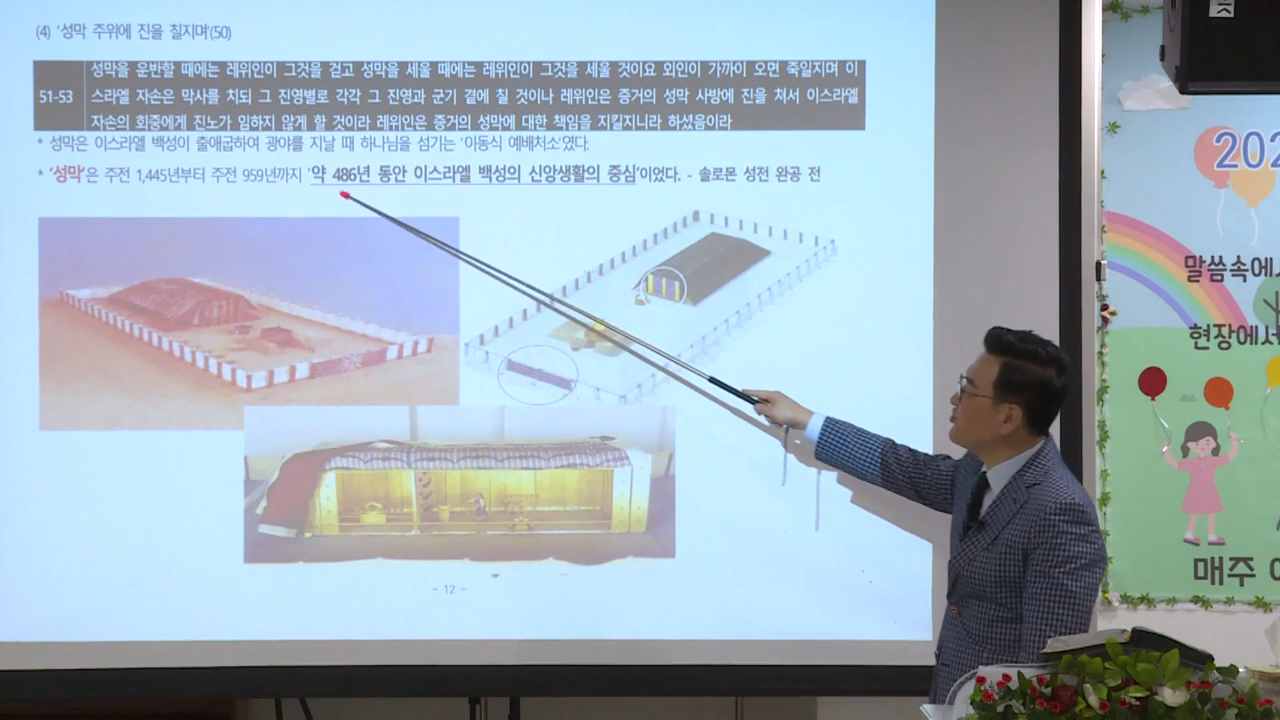 (4) '성막 주위에 진을 칠지며'(50)
성막을 운반할 때에는 레위인이 그것을 걷고 성막을 세울 때에는 레위인이 그것을 세울 것이요 외인이 가까이 오면 죽일지며 이
51-53 스라엘 자손은 막사를 치되 그 진영별로 각각 그 진영과 군기 곁에 칠 것이나 레위인은 증거의 성막 사방에 진을 쳐서 이스라엘
자손의 회중에게 진노가 임하지 않게 할 것이라 레위인은 증거의 성막에 대한 책임을 지킬지니라 하셨음이라
* 성막은 이스라엘 백성이 출애굽하여 광야를 지날 때 하나님을 섬기는 '이동식 예배처소'였다.
* '성막'은 주전 1,445년부터 주전 959년까지 '약 486년 동안 이스라엘 백성의 신앙생활의 중심'이었다. - 솔로몬 성전 완공 전
- 12 -
202
말씀속에서
현장에서
매주